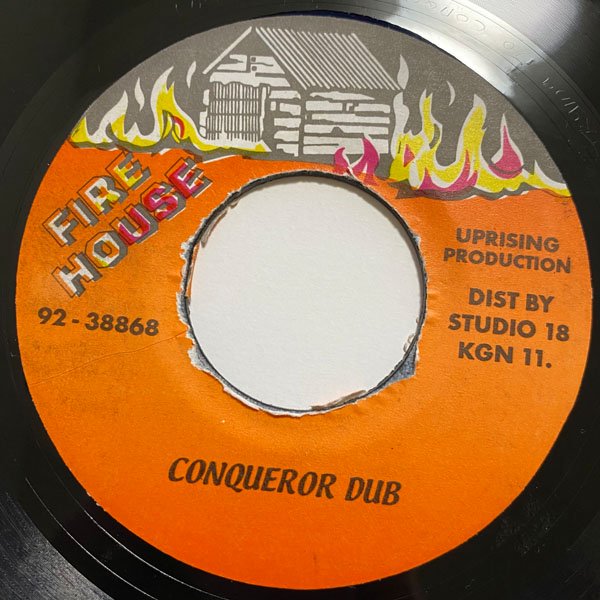 FIRE
HOUSE
92-38868
UPRISING
PRODUCTION
DIST BY
STUDIO 18
KGN 11.
CONQUEROR DUB